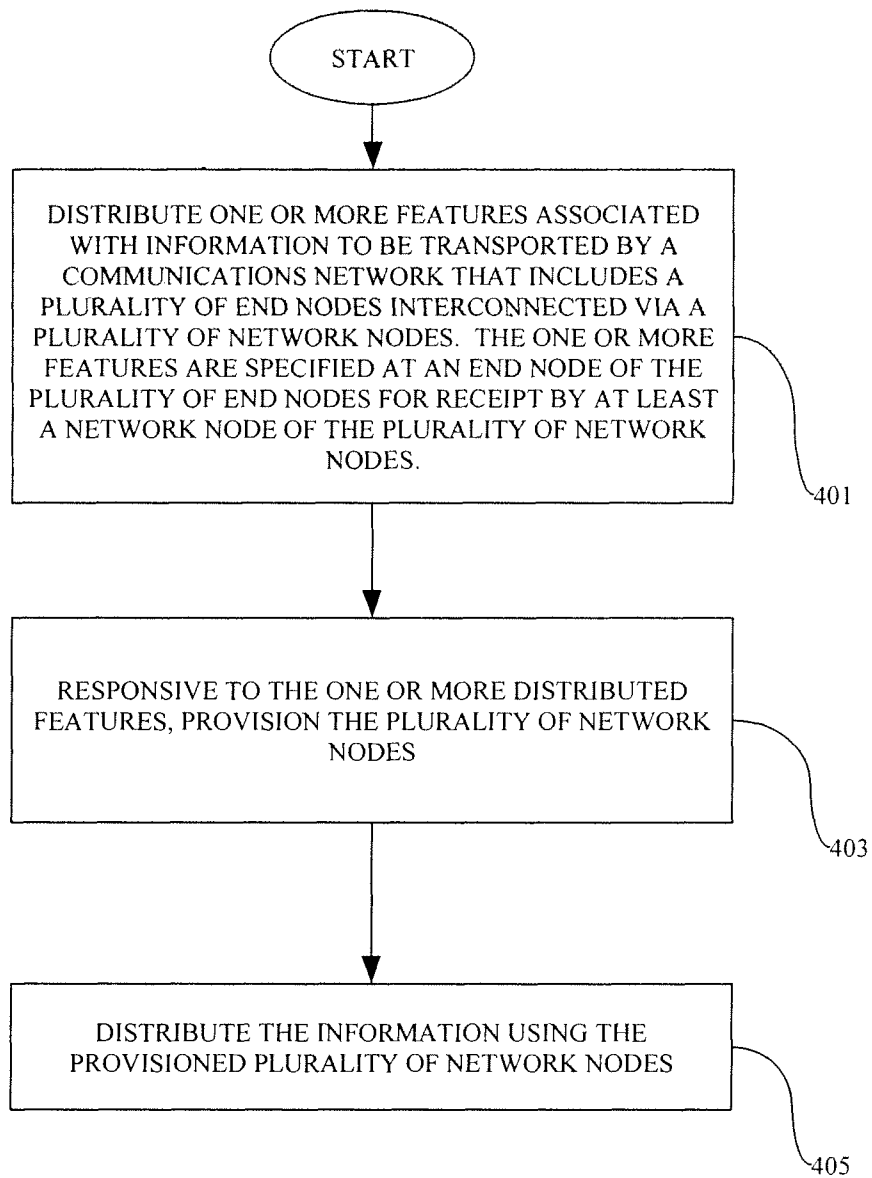 START
DISTRIBUTE ONE OR MORE FEATURES ASSOCIATED
WITH INFORMATION TO BE TRANSPORTED BY A
COMMUNICATIONS NETWORK THAT INCLUDES A
PLURALITY OF END NODES INTERCONNECTED VIA A
PLURALITY OF NETWORK NODES. THE ONE OR MORE
FEATURES ARE SPECIFIED AT AN END NODE OF THE
PLURALITY OF END NODES FOR RECEIPT BY AT LEAST
A NETWORK NODE OF THE PLURALITY OF NETWORK
NODES.
401
RESPONSIVE TO THE ONE OR MORE DISTRIBUTED
FEATURES, PROVISION THE PLURALITY OF NETWORK
NODES
403
DISTRIBUTE THE INFORMATION USING THE
PROVISIONED PLURALITY OF NETWORK NODES
405